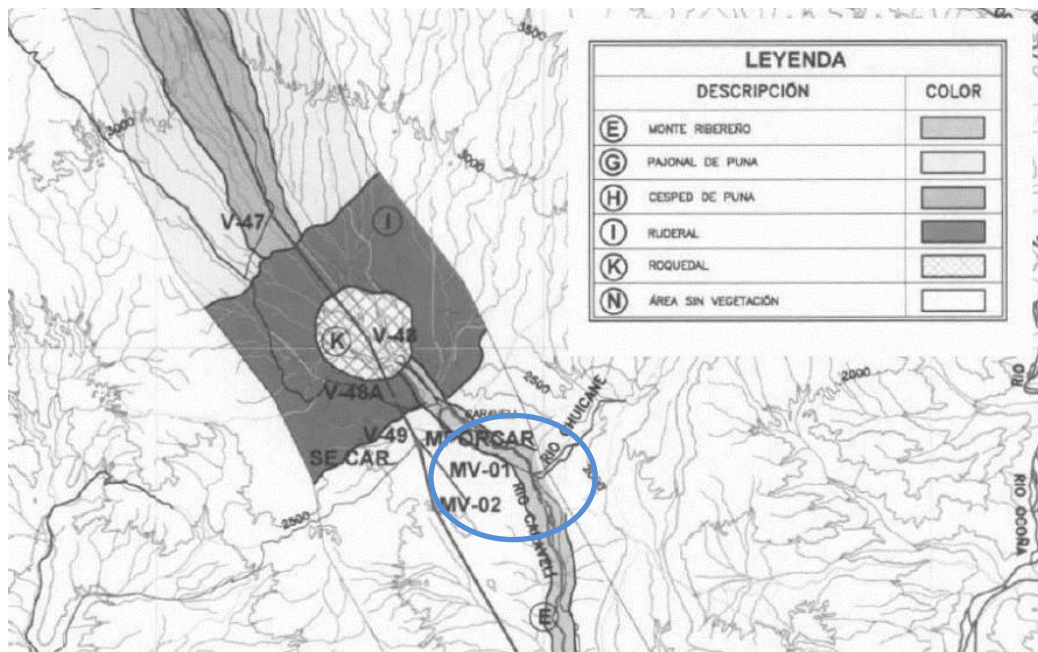 3500
LEYENDA
DESCRIPCIÓN COLOR
E MONTE RIBEREÑO
G PAJONAL DE PUNA
H CESPED DE PUNA
I RUDERAL
K ROQUEDAL
N ÁREA SIN VEGETACIÓN
3000
3000
V-47
I
K
V-48
V-48A
2500
2000
RIO
CARAVELI
V-49
SE CAR
RIO CHUICANE
MV-01
MV-02
RIO CARAVELI
2500
RIO OCOÑA
E